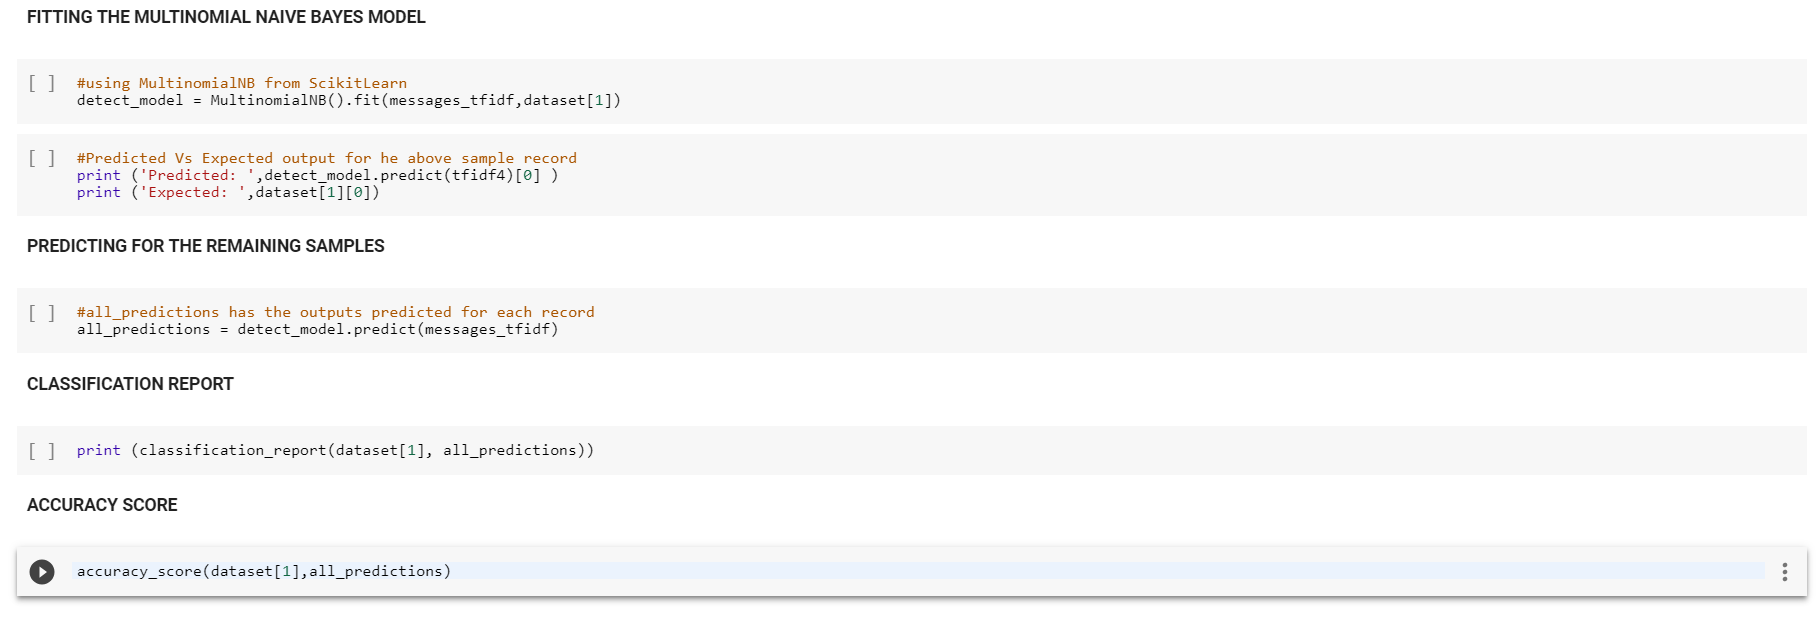 FITTING THE MULTINOMIAL NAIVE BAYES MODEL
[ ] #using MultinomialNB from ScikitLearn
detect_model = MultinomialNB().fit(messages_tfidf,dataset[1])
[ ] #Predicted Vs Expected output for he above sample record
print ('Predicted: ',detect_model.predict(tfidf4)[0] )
print ('Expected: ',dataset[1][0])
PREDICTING FOR THE REMAINING SAMPLES
[ ] #all_predictions has the outputs predicted for each record
all_predictions = detect_model.predict(messages_tfidf)
CLASSIFICATION REPORT
[ ] print (classification_report(dataset[1], all_predictions))
ACCURACY SCORE
accuracy_score(dataset[1],all_predictions)